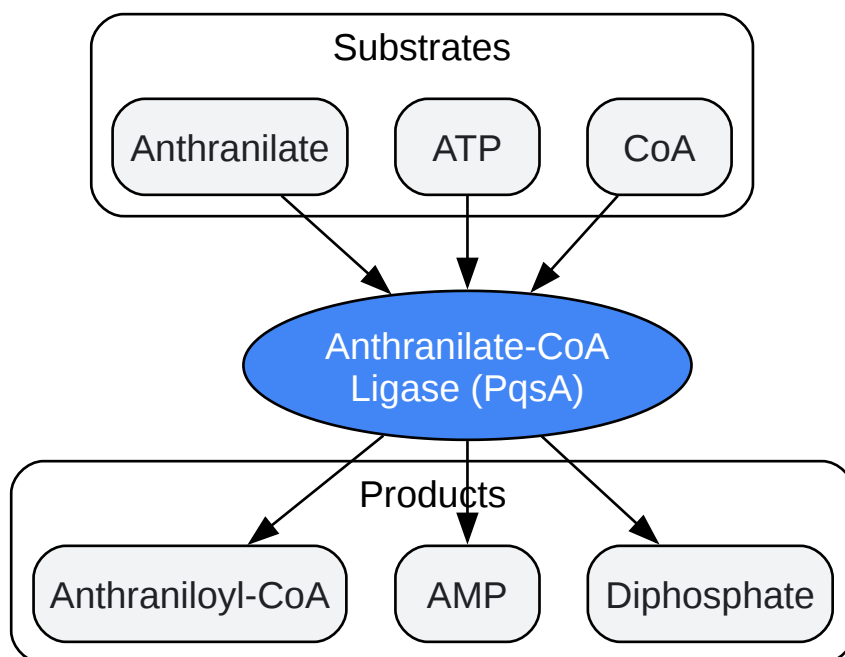 Substrates
Anthranilate
ATP
CoA
Anthranilate-CoA
Ligase (PqsA)
Products
Anthraniloyl-CoA
AMP
Diphosphate